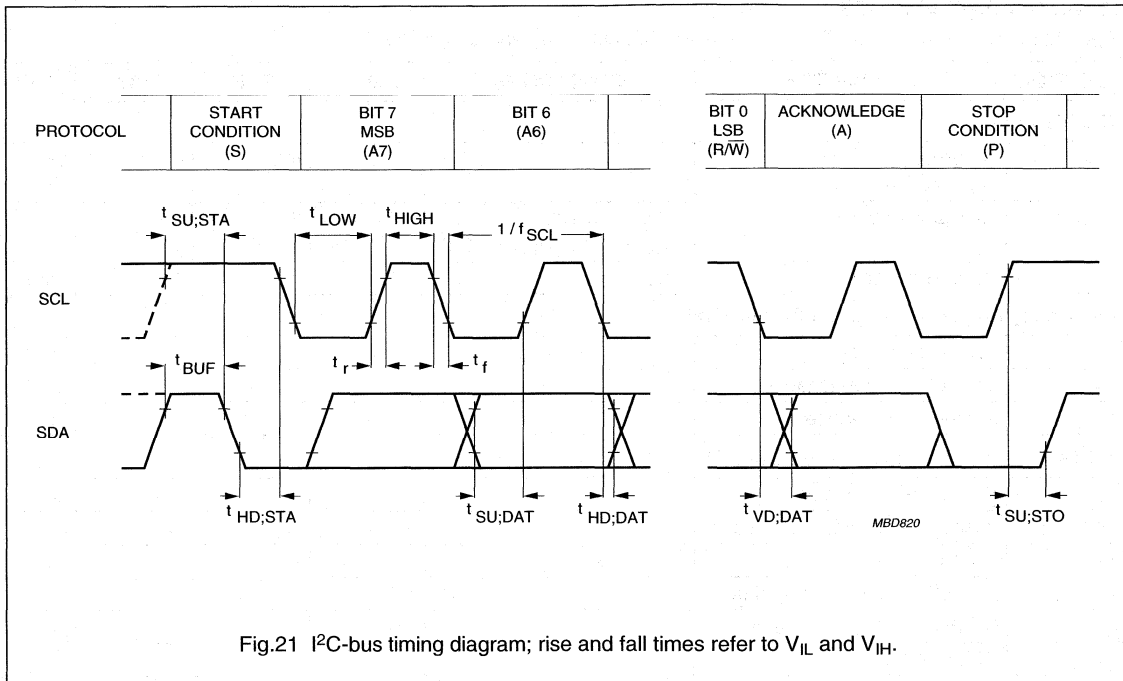 PROTOCOL
START CONDITION (S)
BIT 7 MSB (A7)
BIT 6 (A6)
BIT 0 LSB (R/W̅)
ACKNOWLEDGE (A)
STOP CONDITION (P)
t SU;STA
t LOW
t HIGH
1 / f SCL
SCL
t BUF
t r
t f
SDA
t HD;STA
t SU;DAT
t HD;DAT
t VD;DAT
MBD820
t SU;STO
Fig.21 I²C-bus timing diagram; rise and fall times refer to VIL and VIH.